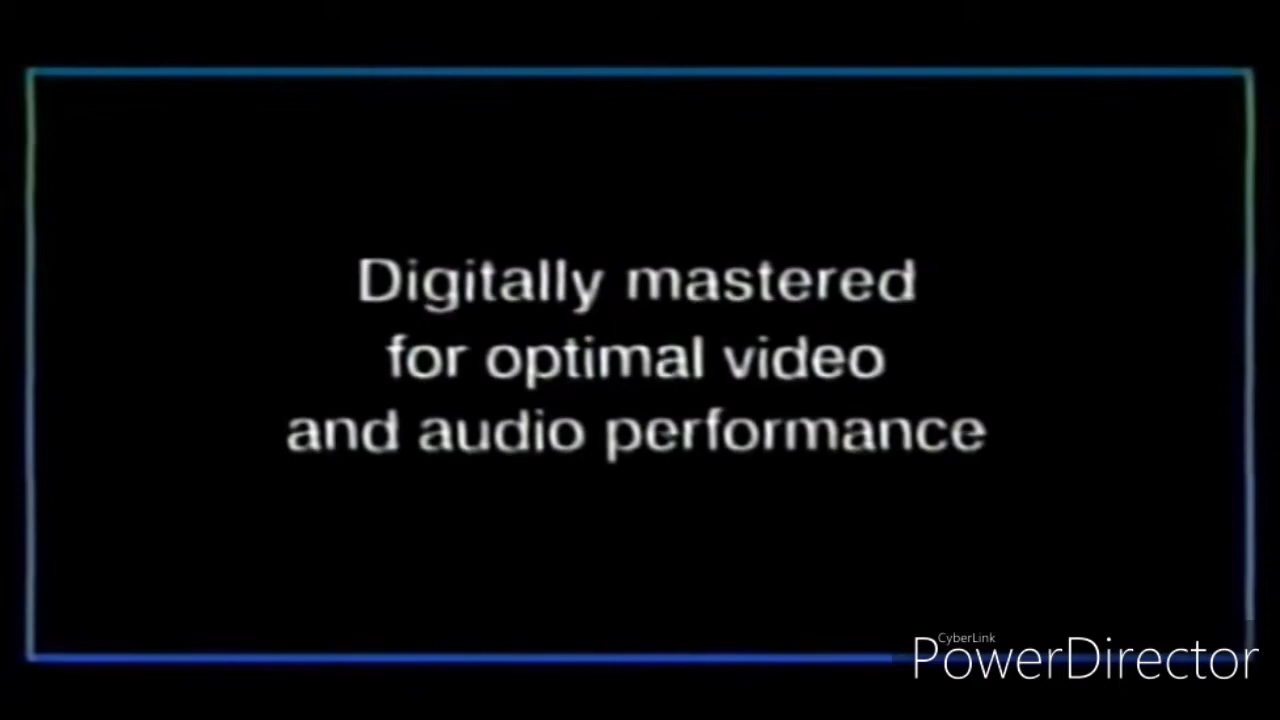 Digitally mastered
for optimal video
and audio performance
CyberLink
PowerDirector